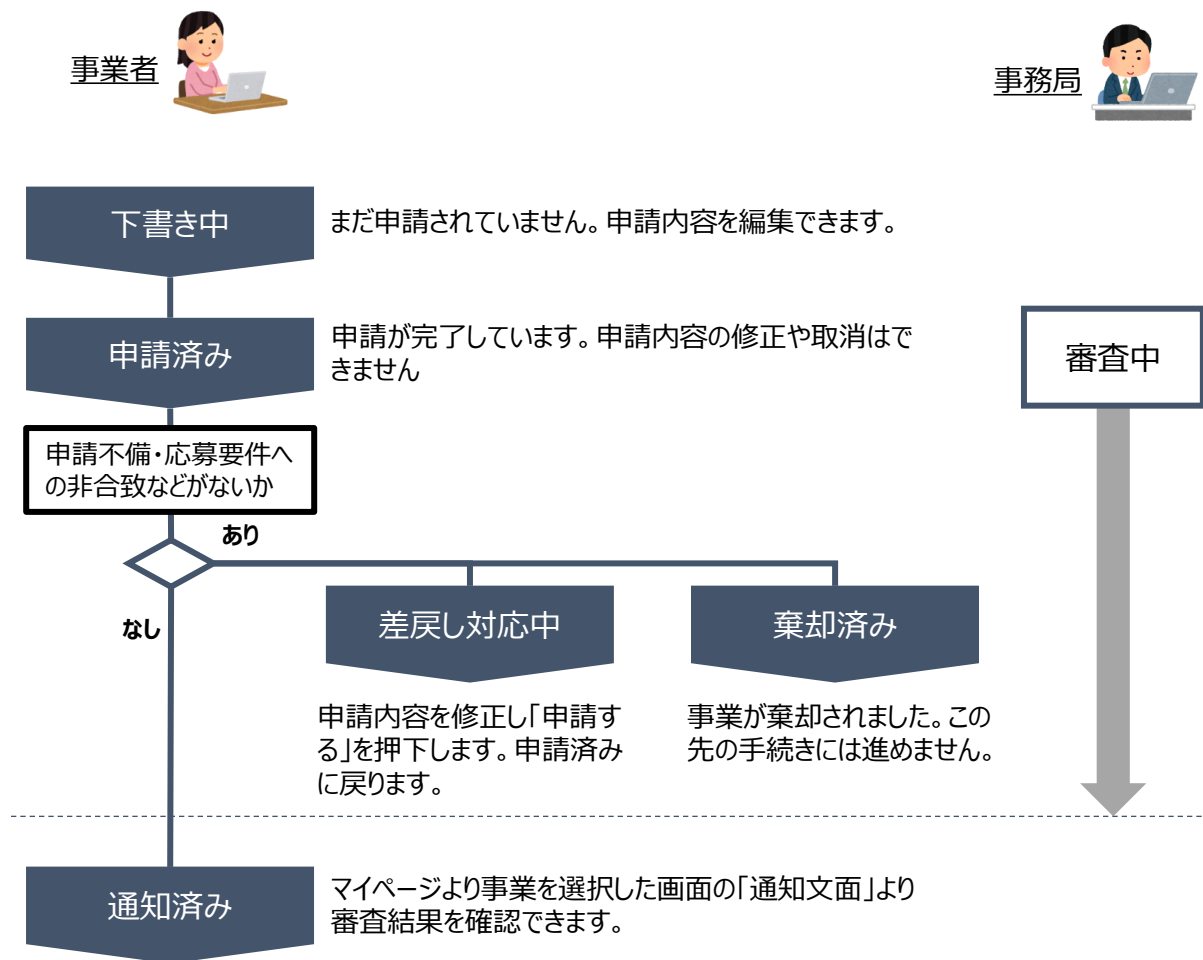 事業者
事務局
下書き中
まだ申請されていません。申請内容を編集できます。
申請済み
申請が完了しています。申請内容の修正や取消はで
きません
審査中
申請不備・応募要件へ
の非合致などがないか
あり
なし
差戻し対応中
棄却済み
申請内容を修正し「申請す
る」を押下します。申請済み
に戻ります。
事業が棄却されました。この
先の手続きには進めません。
通知済み
マイページより事業を選択した画面の「通知文面」より
審査結果を確認できます。